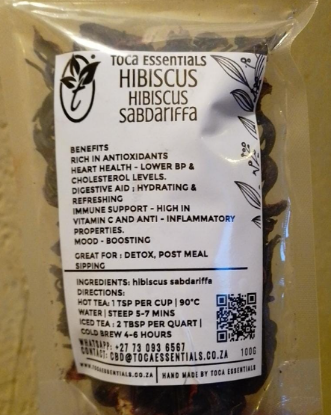 TOCA ESSENTIALS
HIBISCUS
HIBISCUS
SABDARIFFA
BENEFITS
RICH IN ANTIOXIDANTS
HEART HEALTH - LOWER BP &
CHOLESTEROL LEVELS.
DIGESTIVE AID : HYDRATING &
REFRESHING
IMMUNE SUPPORT - HIGH IN
VITAMIN C AND ANTI - INFLAMMATORY
PROPERTIES.
MOOD - BOOSTING
GREAT FOR : DETOX, POST MEAL
SIPPING
INGREDIENTS: hibiscus sabdariffa
DIRECTIONS:
HOT TEA: 1 TSP PER CUP | 90°C
WATER | STEEP 5-7 MINS
ICED TEA : 2 TBSP PER QUART |
COLD BREW 4-6 HOURS
WHATSAPP: +27 73 093 6567
CONTACT: CBD@TOCAESSENTIALS.CO.ZA
100G
WWW.TOCAESSENTIALS.CO.ZA | HAND MADE BY TOCA ESSENTIALS